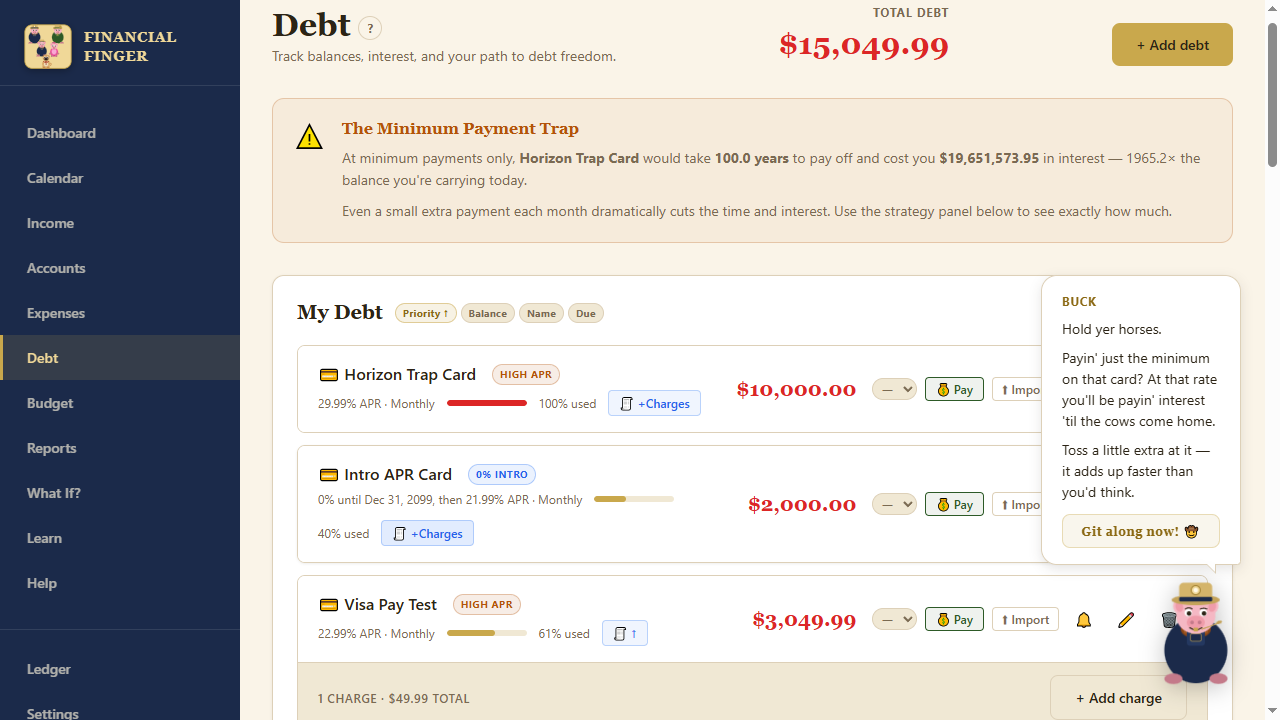 FINANCIAL
FINGER
Dashboard
Calendar
Income
Accounts
Expenses
Debt
Budget
Reports
What If?
Learn
Help
Ledger
Settings
Debt ?
Track balances, interest, and your path to debt freedom.
TOTAL DEBT
$15,049.99
+ Add debt
The Minimum Payment Trap
At minimum payments only, Horizon Trap Card would take 100.0 years to pay off and cost you $19,651,573.95 in interest — 1965.2× the
balance you're carrying today.
Even a small extra payment each month dramatically cuts the time and interest. Use the strategy panel below to see exactly how much.
My Debt Priority ↑ Balance Name Due
Horizon Trap Card HIGH APR
29.99% APR · Monthly 100% used +Charges
$10,000.00 — Pay ⬆ Impo
Intro APR Card 0% INTRO
0% until Dec 31, 2099, then 21.99% APR · Monthly
40% used +Charges
$2,000.00 — Pay ⬆ Impo
Visa Pay Test HIGH APR
22.99% APR · Monthly 61% used ↑
$3,049.99 — Pay ⬆ Import
1 CHARGE · $49.99 TOTAL
+ Add charge
BUCK
Hold yer horses.
Payin' just the minimum
on that card? At that rate
you'll be payin' interest
'til the cows come home.
Toss a little extra at it —
it adds up faster than
you'd think.
Git along now! 🤠